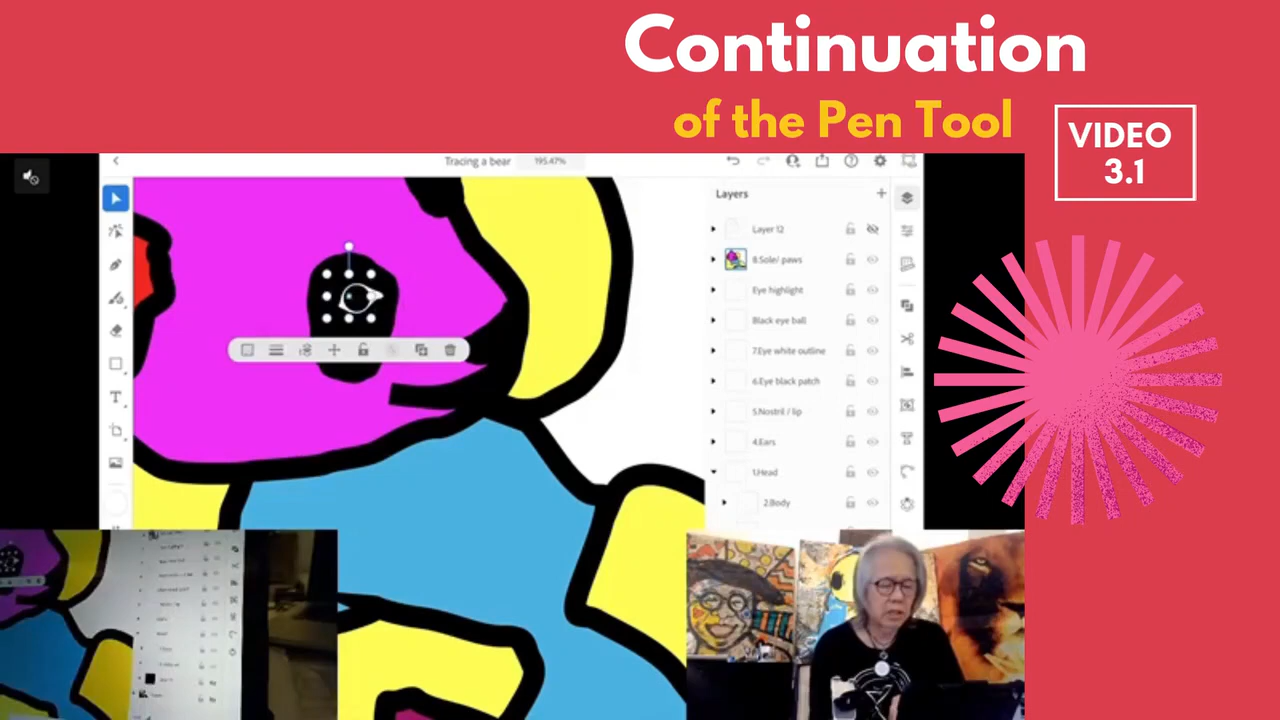 Continuation
of the Pen Tool
VIDEO
3.1
Tracing a bear
195.47%
Layers
Layer 12
8.Sole/ paws
Eye highlight
Black eye ball
7.Eye white outline
6.Eye black patch
5.Nostril / lip
4.Ears
1.Head
2.Body